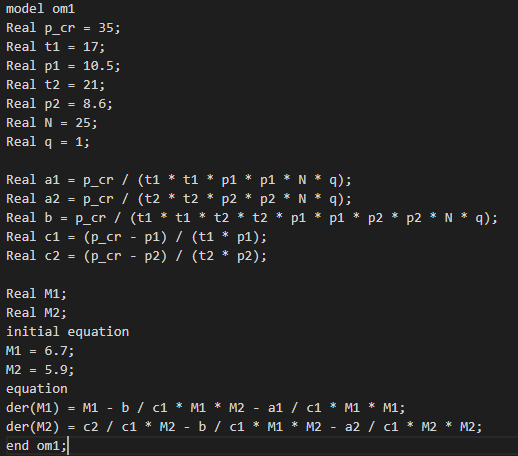 model om1
Real p_cr = 35;
Real t1 = 17;
Real p1 = 10.5;
Real t2 = 21;
Real p2 = 8.6;
Real N = 25;
Real q = 1;

Real a1 = p_cr / (t1 * t1 * p1 * p1 * N * q);
Real a2 = p_cr / (t2 * t2 * p2 * p2 * N * q);
Real b = p_cr / (t1 * t1 * t2 * t2 * p1 * p1 * p2 * p2 * N * q);
Real c1 = (p_cr - p1) / (t1 * p1);
Real c2 = (p_cr - p2) / (t2 * p2);

Real M1;
Real M2;
initial equation
M1 = 6.7;
M2 = 5.9;
equation
der(M1) = M1 - b / c1 * M1 * M2 - a1 / c1 * M1 * M1;
der(M2) = c2 / c1 * M2 - b / c1 * M1 * M2 - a2 / c1 * M2 * M2;
end om1;